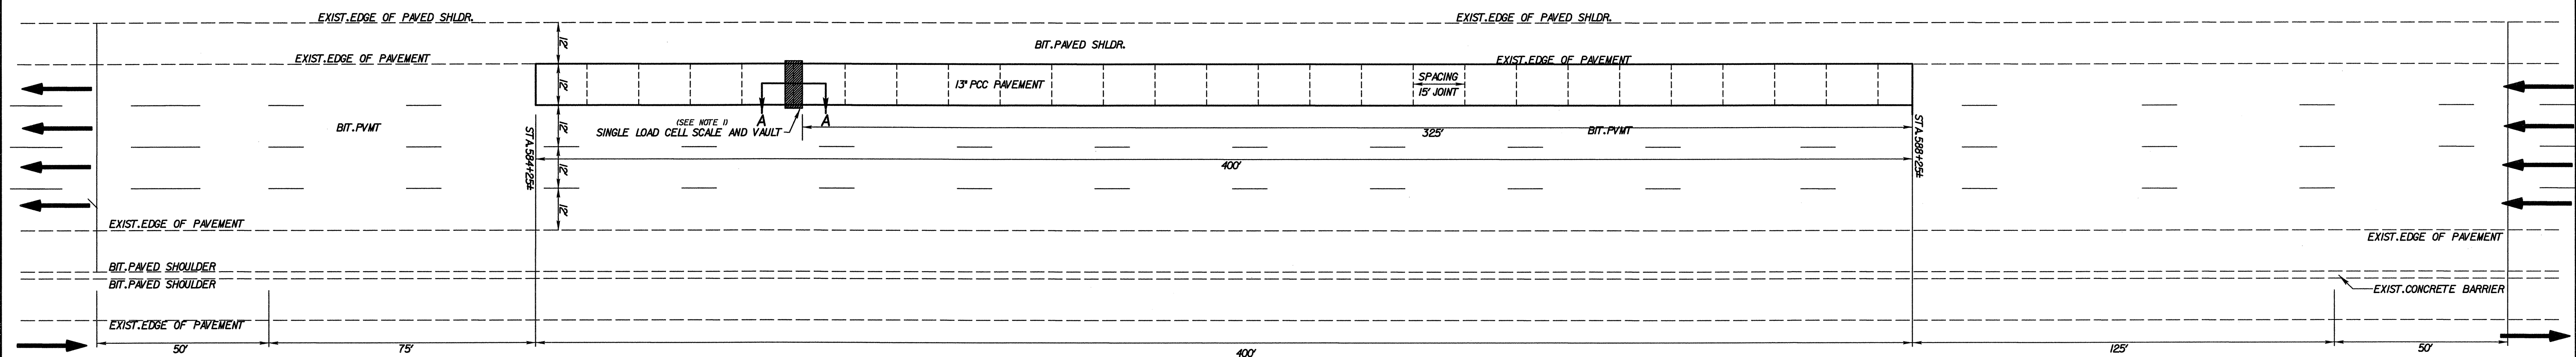 EXIST. EDGE OF PAVED SHLDR.
EXIST. EDGE OF PAVED SHLDR.
12'
BIT. PAVED SHLDR.
EXIST. EDGE OF PAVEMENT
EXIST. EDGE OF PAVEMENT
12'
13" PCC PAVEMENT
SPACING
15' JOINT
A
A
(SEE NOTE 1)
SINGLE LOAD CELL SCALE AND VAULT
BIT. PVMT
12'
325'
BIT. PVMT
STA. 584+25±
STA. 588+25±
400'
12'
12'
EXIST. EDGE OF PAVEMENT
EXIST. EDGE OF PAVEMENT
BIT. PAVED SHOULDER
BIT. PAVED SHOULDER
EXIST. CONCRETE BARRIER
EXIST. EDGE OF PAVEMENT
50'
75'
400'
125'
50'